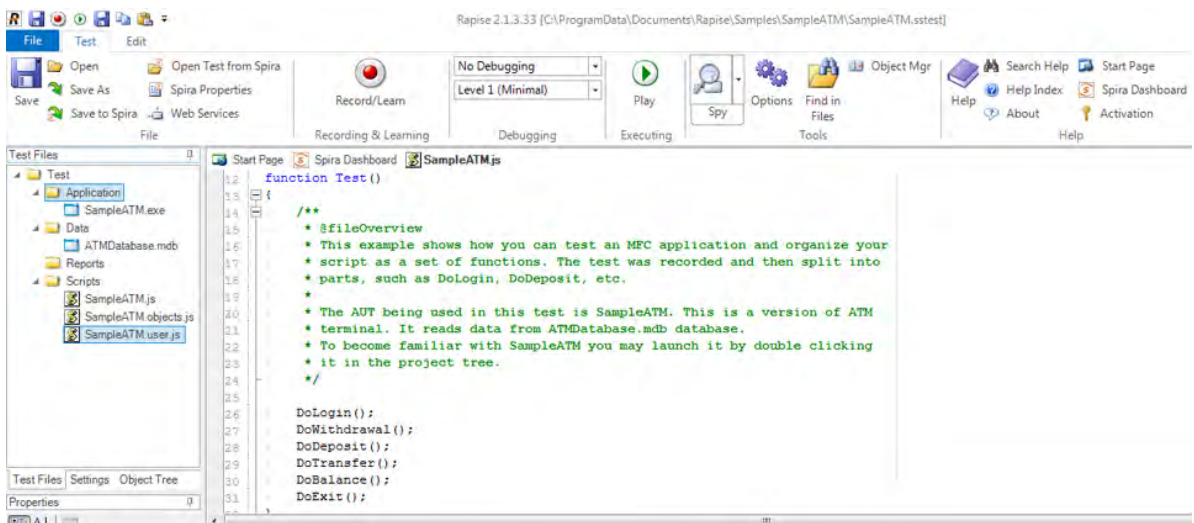 Rapise 2.1.3.33 [C:\ProgramData\Documents\Rapise\Samples\SampleATM\SampleATM.sstest]
File Test Edit
Save
Open
Save As
Save to Spira
Open Test from Spira
Spira Properties
Web Services
File
Record/Learn
Recording & Learning
No Debugging
Level 1 (Minimal)
Debugging
Play
Executing
Spy
Options
Find in
Files
Object Mgr
Tools
Help
Search Help
Help Index
About
Start Page
Spira Dashboard
Activation
Help
Test Files
Test
Application
SampleATM.exe
Data
ATMDatabase.mdb
Reports
Scripts
SampleATM.js
SampleATM.objects.js
SampleATM.user.js
Test Files Settings Object Tree
Properties
Start Page Spira Dashboard SampleATM.js
12 function Test()
13 {
14 /**
15 * @fileOverview
16 * This example shows how you can test an MFC application and organize your
17 * script as a set of functions. The test was recorded and then split into
18 * parts, such as DoLogin, DoDeposit, etc.
19 *
20 * The AUT being used in this test is SampleATM. This is a version of ATM
21 * terminal. It reads data from ATMDatabase.mdb database.
22 * To become familiar with SampleATM you may launch it by double clicking
23 * it in the project tree.
24 */
25
26 DoLogin();
27 DoWithdrawal();
28 DoDeposit();
29 DoTransfer();
30 DoBalance();
31 DoExit();